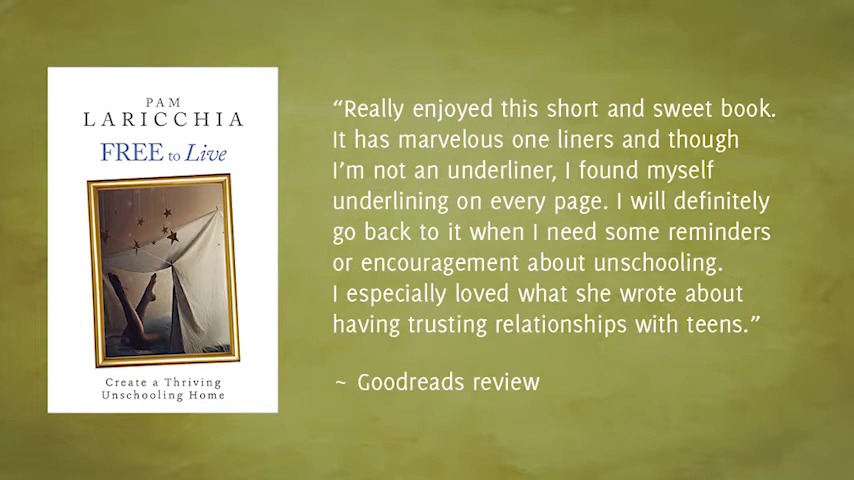 PAM
LARICCHIA
FREE to Live
Create a Thriving
Unschooling Home
“Really enjoyed this short and sweet book.
It has marvelous one liners and though
I’m not an underliner, I found myself
underlining on every page. I will definitely
go back to it when I need some reminders
or encouragement about unschooling.
I especially loved what she wrote about
having trusting relationships with teens.”
~ Goodreads review